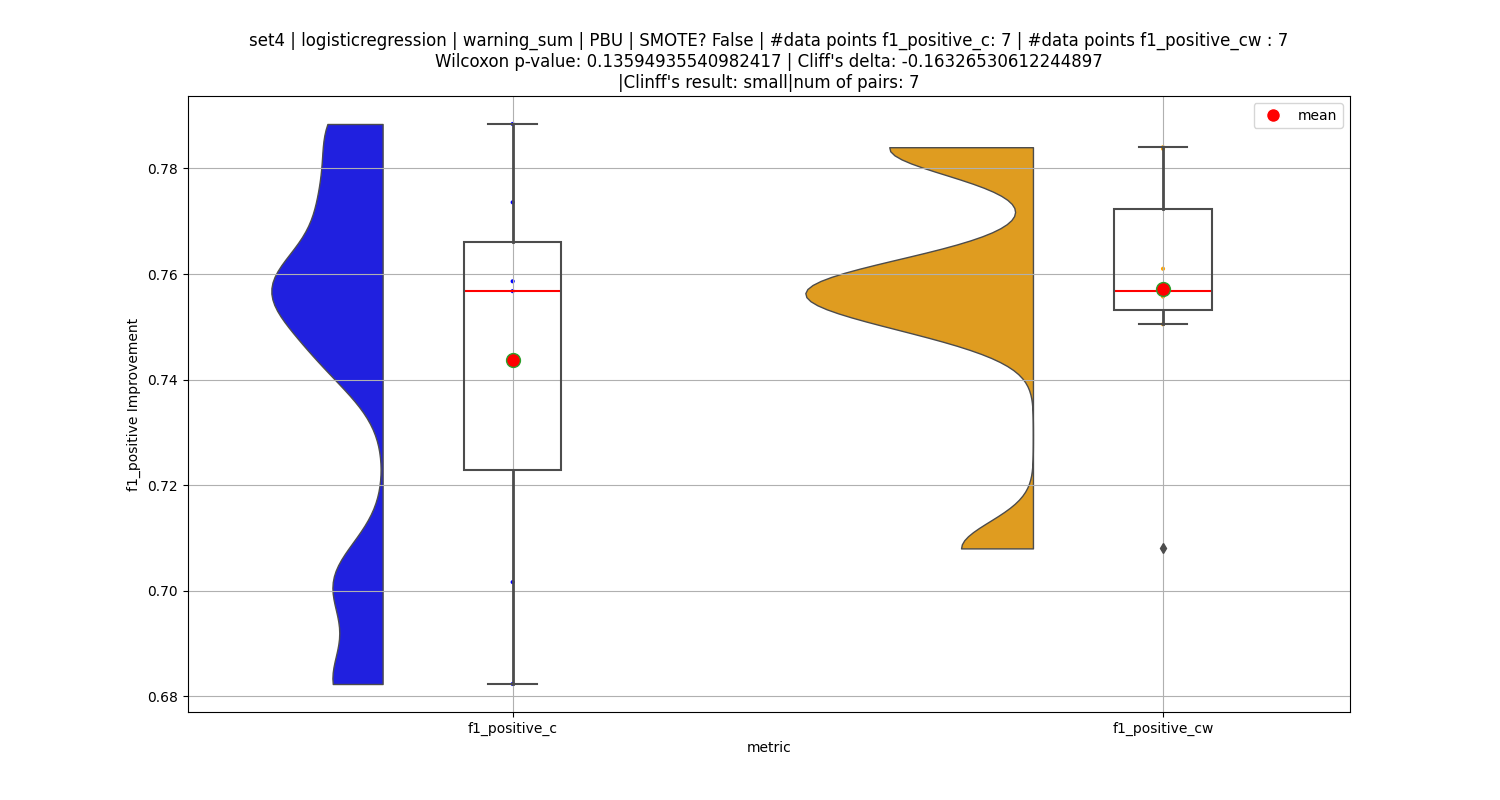 set4 | logisticregression | warning_sum | PBU | SMOTE? False | #data points f1_positive_c: 7 | #data points f1_positive_cw : 7
Wilcoxon p-value: 0.13594935540982417 | Cliff's delta: -0.16326530612244897
|Clinff's result: small|num of pairs: 7
mean
0.78
0.76
0.74
0.72
0.70
0.68
f1_positive Improvement
f1_positive_c
f1_positive_cw
metric